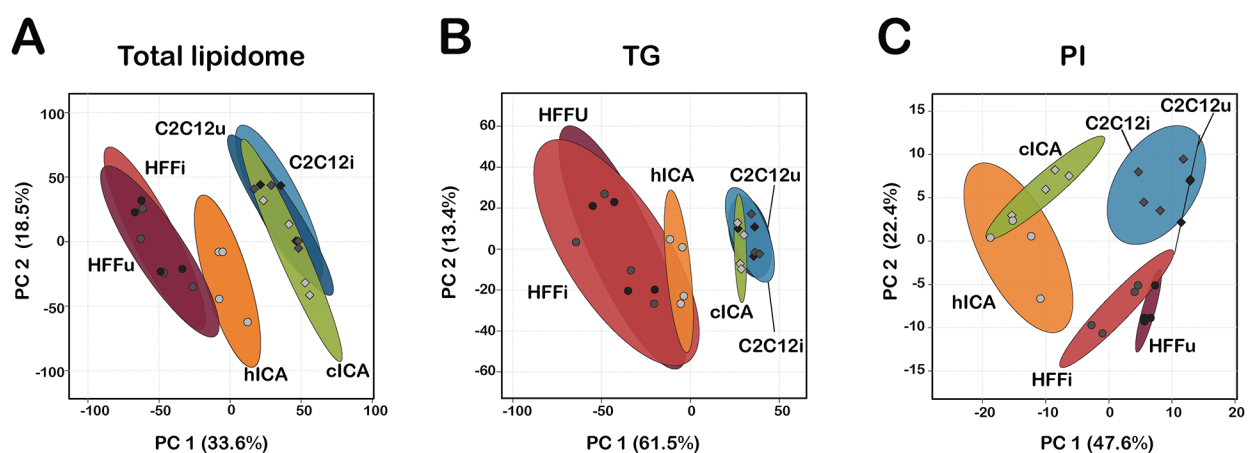 A
Total lipidome
PC 2 (18.5%)
100
50
0
-50
-100
-100
-50
0
50
100
PC 1 (33.6%)
C2C12u
HFFi
C2C12i
HFFu
hICA
cICA
B
TG
PC 2 (13.4%)
60
40
20
0
-20
-40
-60
-100
-50
0
50
PC 1 (61.5%)
HFFU
hICA
C2C12u
HFFi
cICA
C2C12i
C
PI
PC 2 (22.4%)
15
10
5
0
-5
-10
-15
-20
-10
0
10
20
PC 1 (47.6%)
C2C12u
C2C12i
cICA
hICA
HFFu
HFFi